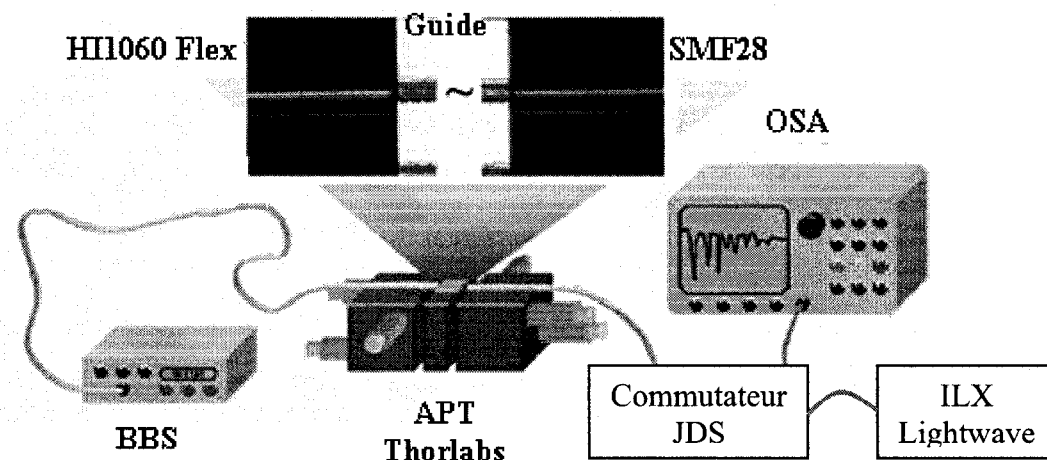 Guide
HI1060 Flex
SMF28
~
OSA
BBS
APT
Thorlabs
Commutateur
JDS
ILX
Lightwave